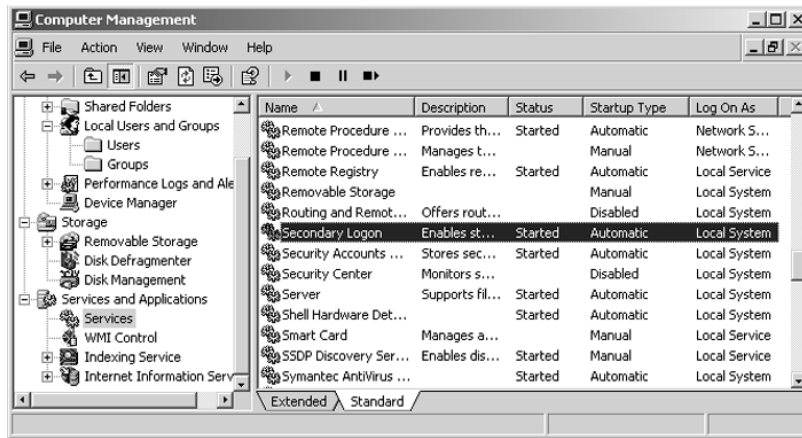 Computer Management
File Action View Window Help
Shared Folders
Local Users and Groups
Users
Groups
Performance Logs and Ale
Device Manager
Storage
Removable Storage
Disk Defragmenter
Disk Management
Services and Applications
Services
WMI Control
Indexing Service
Internet Information Serv
Name Description Status Startup Type Log On As
Remote Procedure ... Provides th... Started Automatic Network S...
Remote Procedure ... Manages t... Manual Network S...
Remote Registry Enables re... Started Automatic Local Service
Removable Storage Manual Local System
Routing and Remot... Offers rout... Disabled Local System
Secondary Logon Enables st... Started Automatic Local System
Security Accounts ... Stores sec... Started Automatic Local System
Security Center Monitors s... Disabled Local System
Server Supports fil... Started Automatic Local System
Shell Hardware Det... Started Automatic Local System
Smart Card Manages a... Manual Local Service
SSDP Discovery Ser... Enables dis... Started Manual Local Service
Symantec AntiVirus ... Started Automatic Local System
Extended Standard